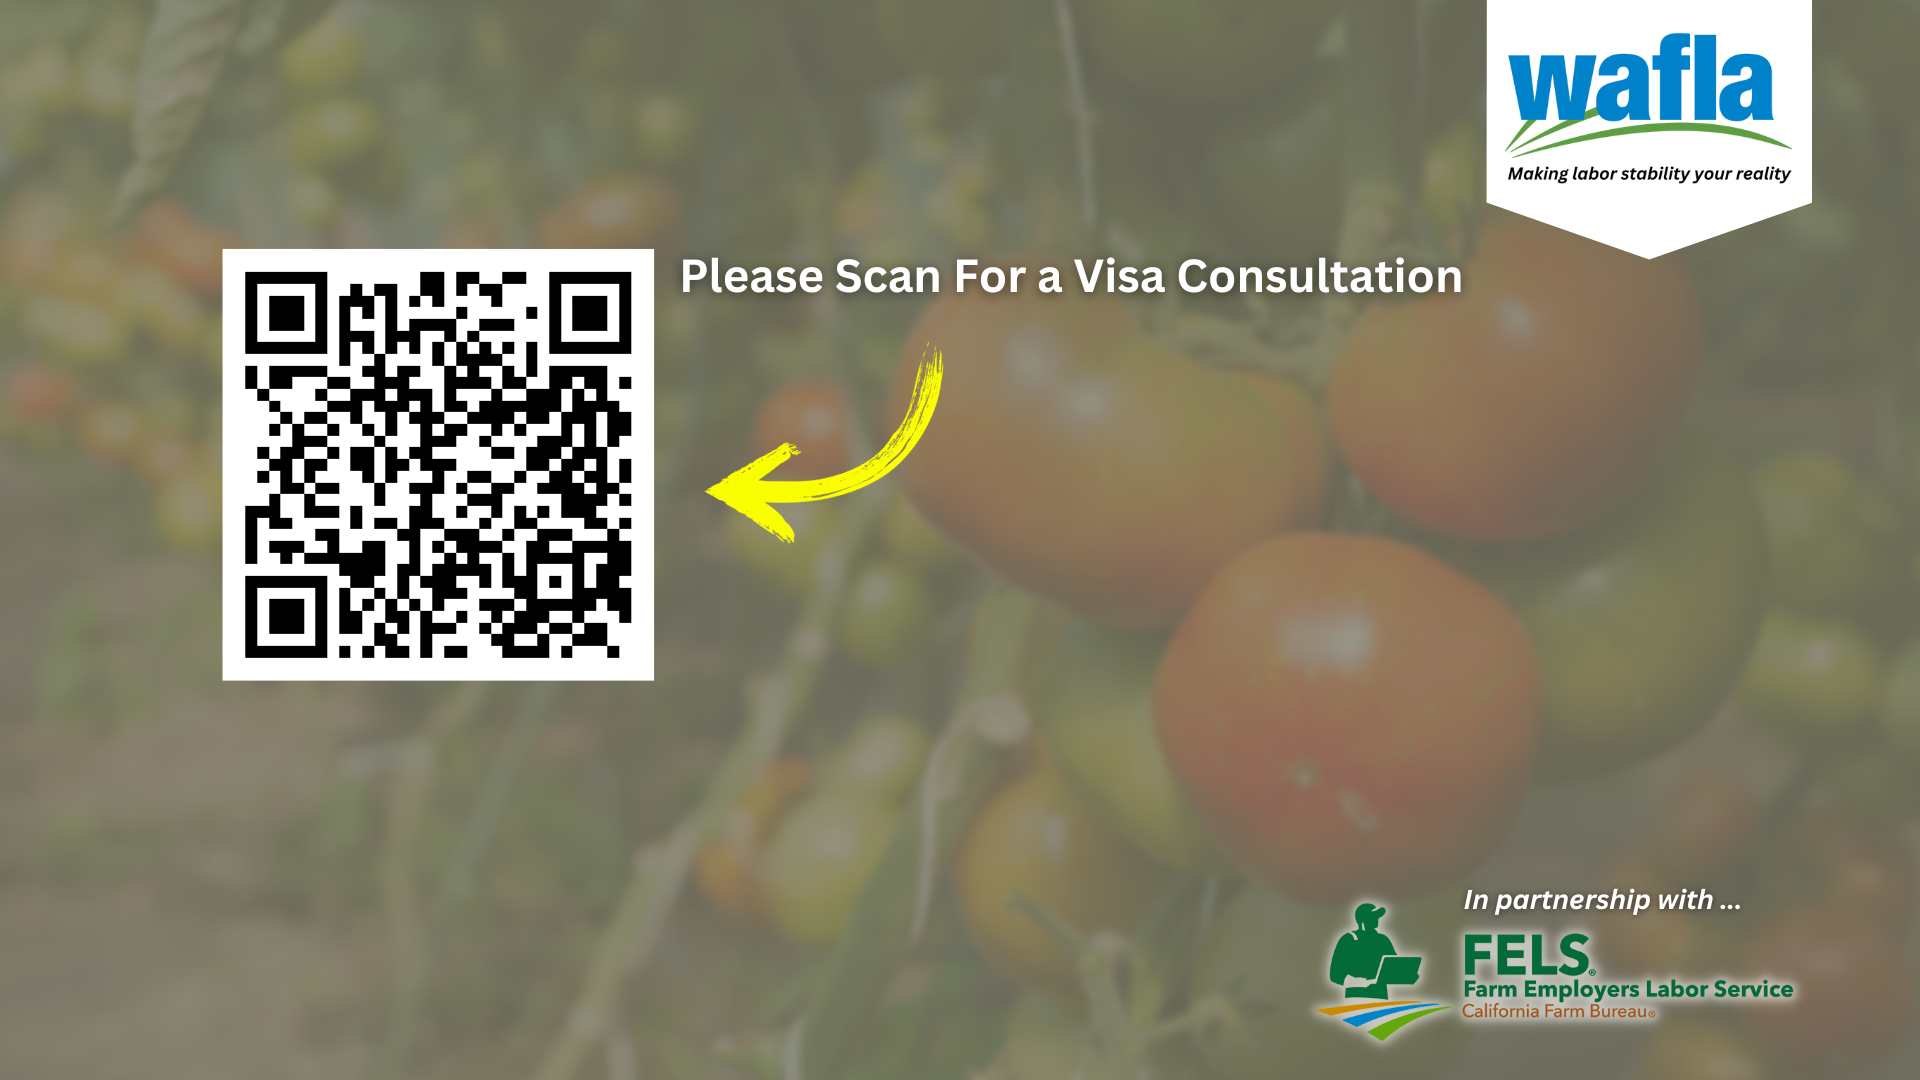 wafla
Making labor stability your reality
Please Scan For a Visa Consultation
In partnership with ...
FELS®
Farm Employers Labor Service
California Farm Bureau®